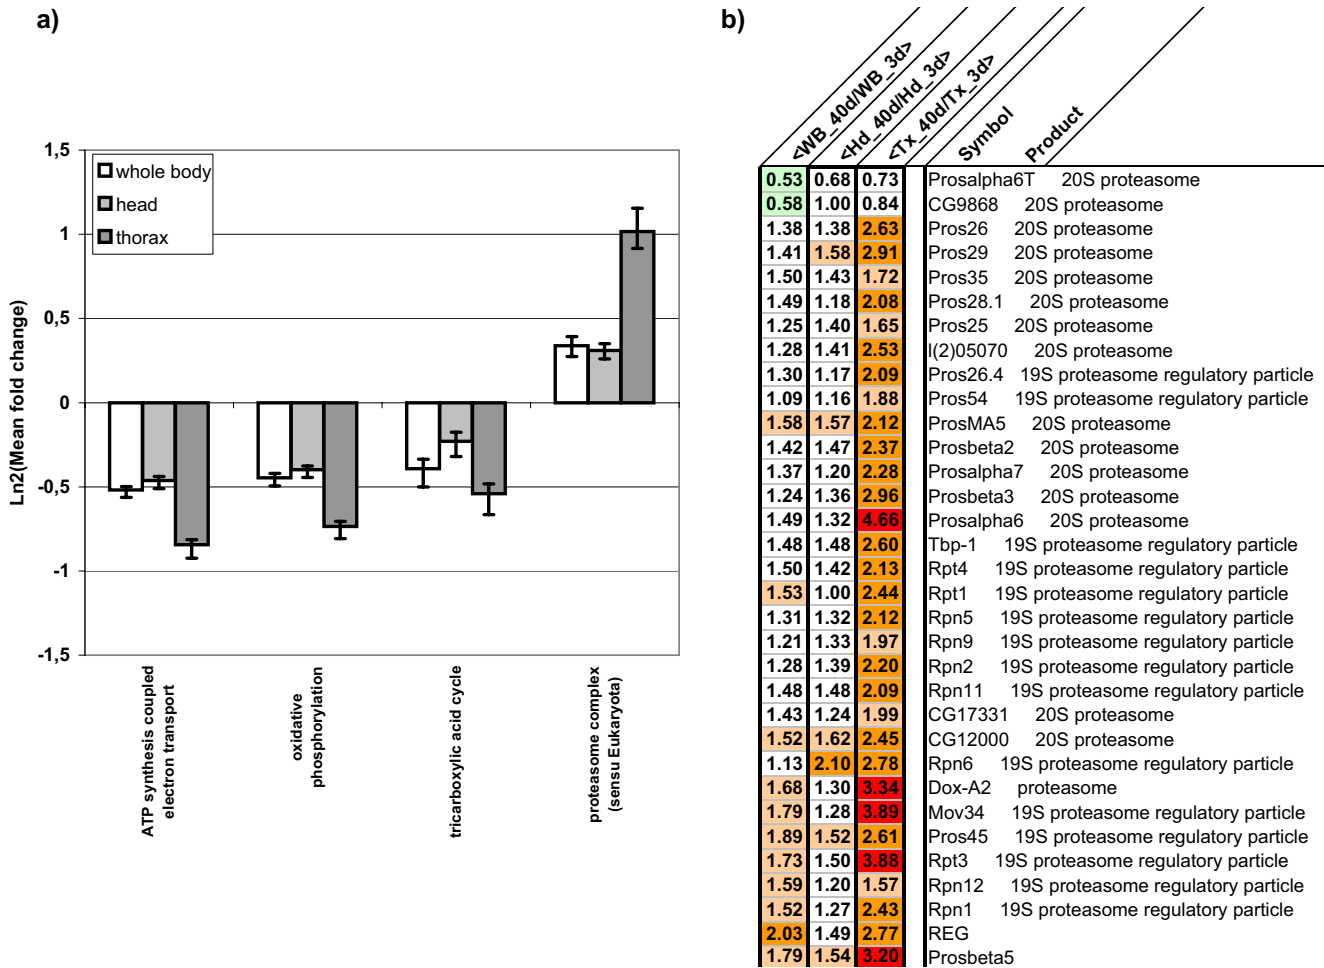 a)
1,5
1
0,5
0
-0,5
-1
-1,5
Ln2(Mean fold change)
whole body
head
thorax
ATP synthesis coupled
electron transport
oxidative
phosphorylation
tricarboxylic acid cycle
proteasome complex
(sensu Eukaryota)
b)
<WB_40d/WB_3d>
<Hd_40d/Hd_3d>
<Tx_40d/Tx_3d>
Symbol
Product
0.53 0.68 0.73 Prosalpha6T 20S proteasome
0.58 1.00 0.84 CG9868 20S proteasome
1.38 1.38 2.63 Pros26 20S proteasome
1.41 1.58 2.91 Pros29 20S proteasome
1.50 1.43 1.72 Pros35 20S proteasome
1.49 1.18 2.08 Pros28.1 20S proteasome
1.25 1.40 1.65 Pros25 20S proteasome
1.28 1.41 2.53 l(2)05070 20S proteasome
1.30 1.17 2.09 Pros26.4 19S proteasome regulatory particle
1.09 1.16 1.88 Pros54 19S proteasome regulatory particle
1.58 1.57 2.12 ProsMA5 20S proteasome
1.42 1.47 2.37 Prosbeta2 20S proteasome
1.37 1.20 2.28 Prosalpha7 20S proteasome
1.24 1.36 2.96 Prosbeta3 20S proteasome
1.49 1.32 4.66 Prosalpha6 20S proteasome
1.48 1.48 2.60 Tbp-1 19S proteasome regulatory particle
1.50 1.42 2.13 Rpt4 19S proteasome regulatory particle
1.53 1.00 2.44 Rpt1 19S proteasome regulatory particle
1.31 1.32 2.12 Rpn5 19S proteasome regulatory particle
1.21 1.33 1.97 Rpn9 19S proteasome regulatory particle
1.28 1.39 2.20 Rpn2 19S proteasome regulatory particle
1.48 1.48 2.09 Rpn11 19S proteasome regulatory particle
1.43 1.24 1.99 CG17331 20S proteasome
1.52 1.62 2.45 CG12000 20S proteasome
1.13 2.10 2.78 Rpn6 19S proteasome regulatory particle
1.68 1.30 3.34 Dox-A2 proteasome
1.79 1.28 3.89 Mov34 19S proteasome regulatory particle
1.89 1.52 2.61 Pros45 19S proteasome regulatory particle
1.73 1.50 3.88 Rpt3 19S proteasome regulatory particle
1.59 1.20 1.57 Rpn12 19S proteasome regulatory particle
1.52 1.27 2.43 Rpn1 19S proteasome regulatory particle
2.03 1.49 2.77 REG
1.79 1.54 3.20 Prosbeta5